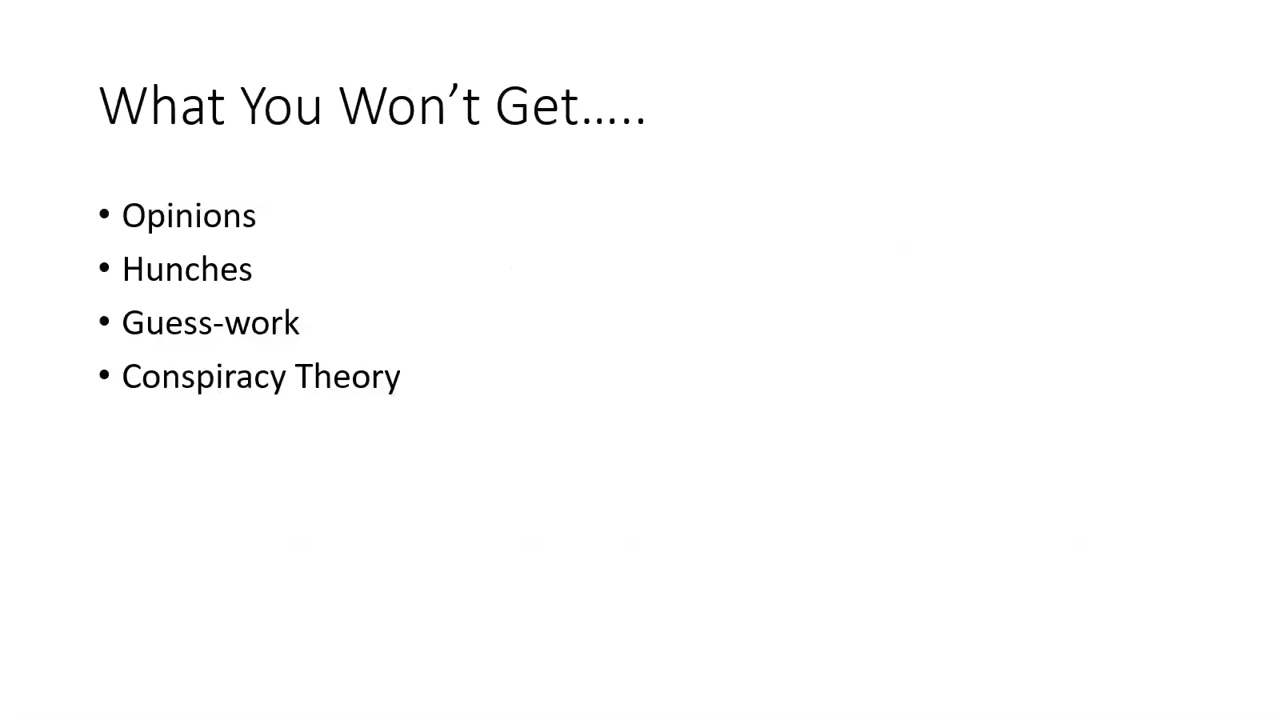 What You Won’t Get…..
• Opinions
• Hunches
• Guess-work
• Conspiracy Theory